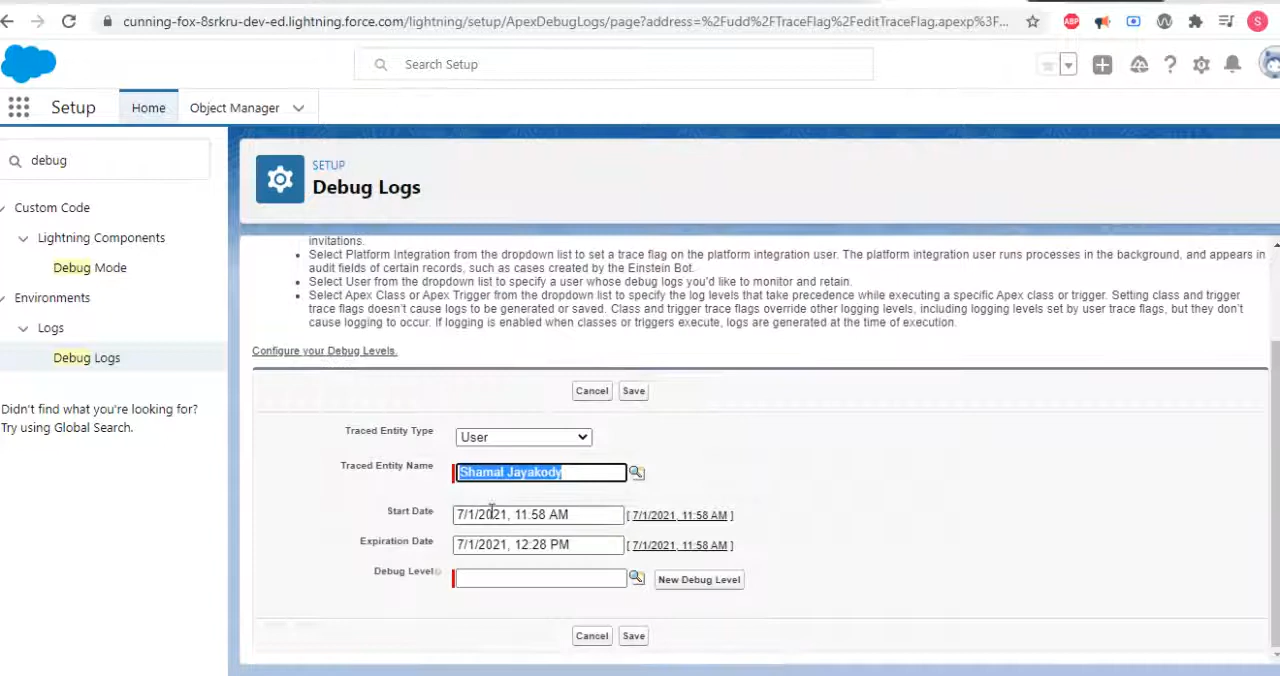 cunning-fox-8srkru-dev-ed.lightning.force.com/lightning/setup/ApexDebugLogs/page?address=%2Fudd%2FTraceFlag%2FeditTraceFlag.apexp%3F...
ABP
S
Search Setup
Setup
Home
Object Manager
debug
Custom Code
Lightning Components
Debug Mode
Environments
Logs
Debug Logs
Didn't find what you're looking for?
Try using Global Search.
SETUP
Debug Logs
invitations.
• Select Platform Integration from the dropdown list to set a trace flag on the platform integration user. The platform integration user runs processes in the background, and appears in
audit fields of certain records, such as cases created by the Einstein Bot.
• Select User from the dropdown list to specify a user whose debug logs you'd like to monitor and retain.
• Select Apex Class or Apex Trigger from the dropdown list to specify the log levels that take precedence while executing a specific Apex class or trigger. Setting class and trigger
trace flags doesn't cause logs to be generated or saved. Class and trigger trace flags override other logging levels, including logging levels set by user trace flags, but they don't
cause logging to occur. If logging is enabled when classes or triggers execute, logs are generated at the time of execution.
Configure your Debug Levels.
Cancel Save
Traced Entity Type User
Traced Entity Name Shamal Jayakody
Start Date 7/1/2021, 11:58 AM [ 7/1/2021, 11:58 AM ]
Expiration Date 7/1/2021, 12:28 PM [ 7/1/2021, 11:58 AM ]
Debug Level New Debug Level
Cancel Save